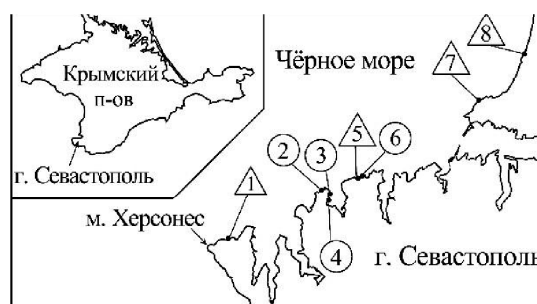 Крымский
п-ов
г. Севастополь
Чёрное море
8
7
5
6
3
2
1
4
м. Херсонес
г. Севастополь